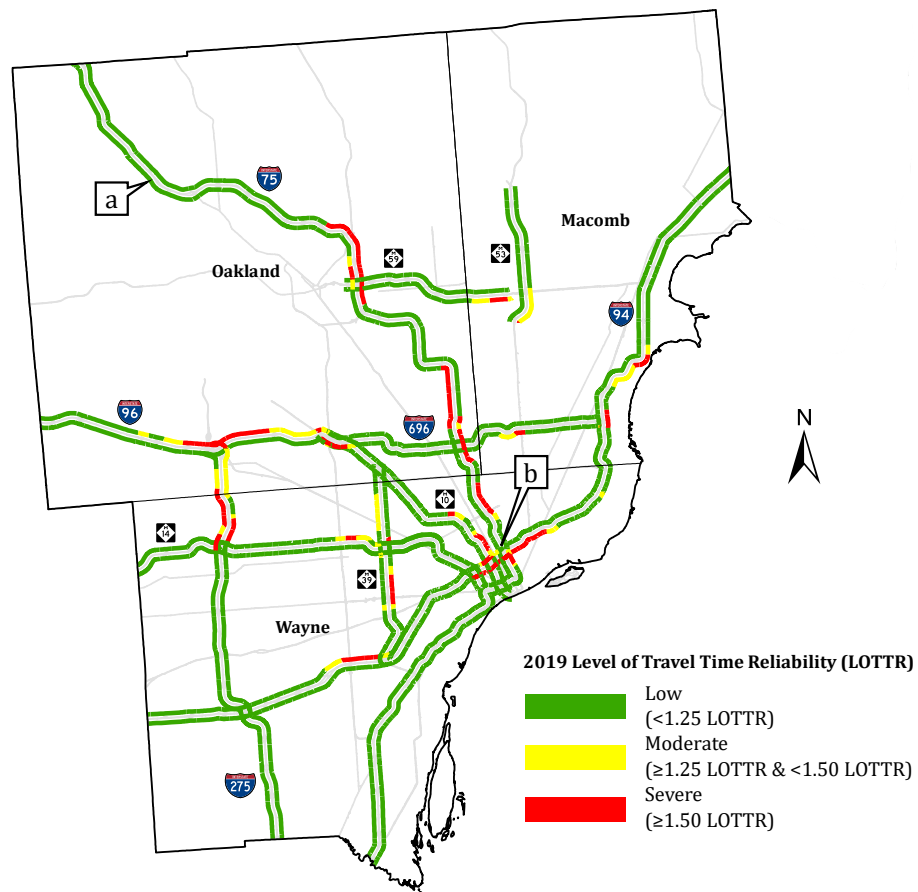 a
75
Macomb
Oakland
M
59
M
53
94
96
696
N
b
M
10
M
14
M
39
Wayne
275
2019 Level of Travel Time Reliability (LOTTR)
Low
(<1.25 LOTTR)
Moderate
(≥1.25 LOTTR & <1.50 LOTTR)
Severe
(≥1.50 LOTTR)